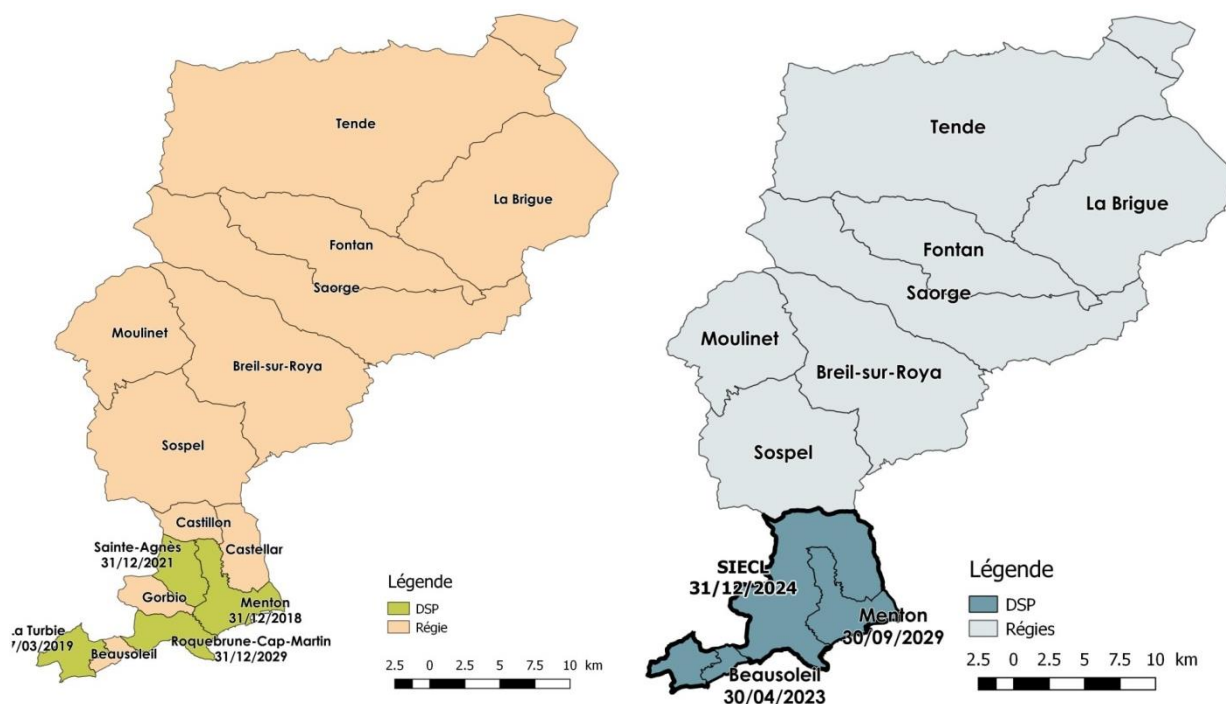 Tende
La Brigue
Fontan
Saorge
Moulinet
Breil-sur-Roya
Sospel
Castillon
Sainte-Agnès
31/12/2021
Castellar
Gorbio
Menton
31/12/2018
a Turbie
7/03/2019
Roquebrune-Cap-Martin
31/12/2029
Beausoleil
Légende
DSP
Régie
2.5 0 2.5 5 7.5 10 km
Tende
La Brigue
Fontan
Saorge
Moulinet
Breil-sur-Roya
Sospel
SIECL
31/12/2024
Menton
30/09/2029
Beausoleil
30/04/2023
Légende
DSP
Régies
2.5 0 2.5 5 7.5 10 km